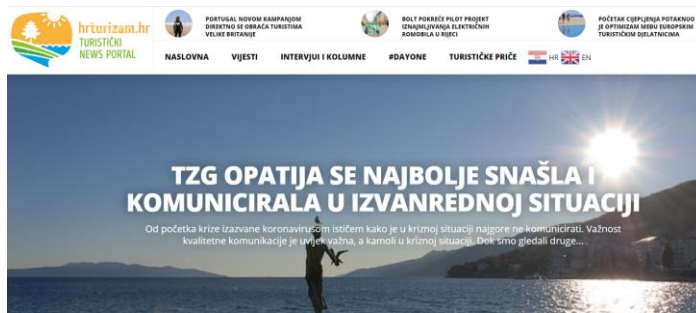 hrturizam.hr
TURISTIČKI
NEWS PORTAL
PORTUGAL NOVOM KAMPANJOM
DIREKTNO SE OBRAĆA TURISTIMA
VELIKE BRITANIJE
BOLT POKREĆE PILOT PROJEKT
IZNAJMLJIVANJA ELEKTRIČNIH
ROMOBILA U RIJECI
POČETAK CIJEPLJENJA POTAKNUO
JE OPTIMIZAM MEĐU EUROPSKIM
TURISTIČKIM DJELATNICIMA
NASLOVNA VIJESTI INTERVJUI I KOLUMNE #DAYONE TURISTIČKE PRIČE HR EN
TZG OPATIJA SE NAJBOLJE SNAŠLA I
KOMUNICIRALA U IZVANREDNOJ SITUACIJI
Od početka krize izazvane koronavirusom ističem kako je u kriznoj situaciji najgore ne komunicirati. Važnost
kvalitetne komunikacije je uvijek važna, a kamoli u kriznoj situaciji. Dok smo gledali druge...